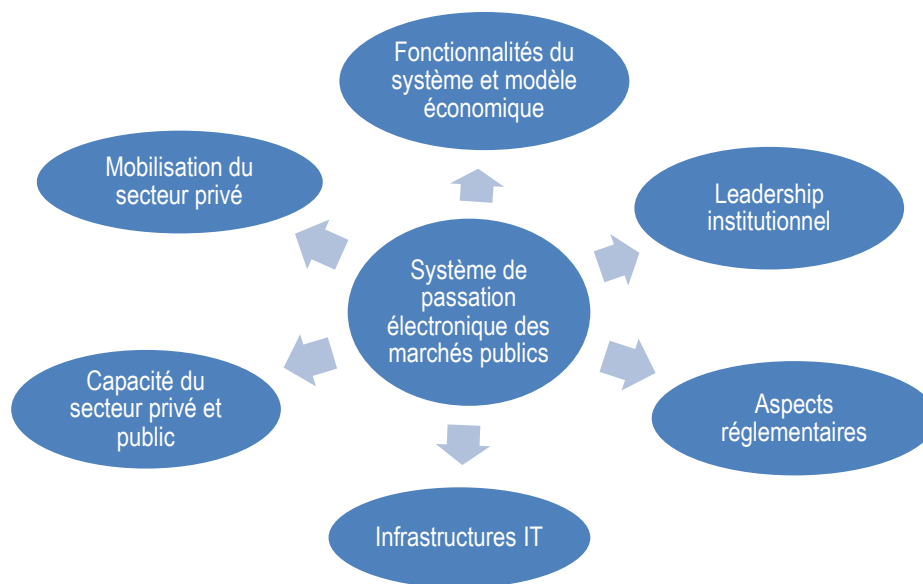 Fonctionnalités du
système et modèle
économique
Mobilisation du
secteur privé
Leadership
institutionnel
Système de
passation
électronique des
marchés publics
Capacité du
secteur privé et
public
Aspects
réglementaires
Infrastructures IT